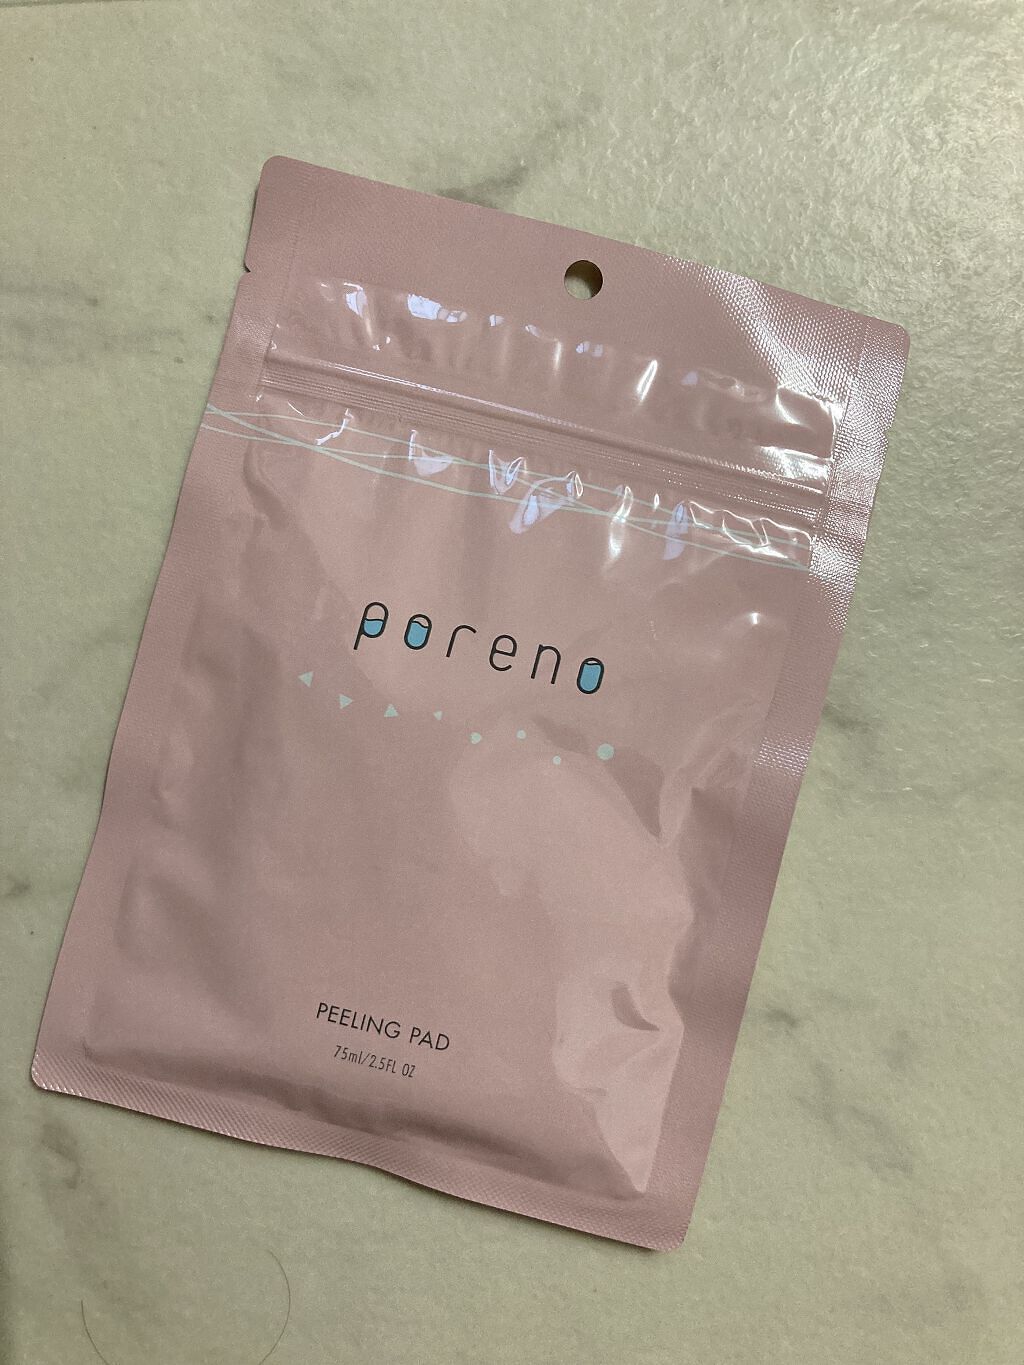 poreno
PEELING PAD
75ml/2.5FL OZ